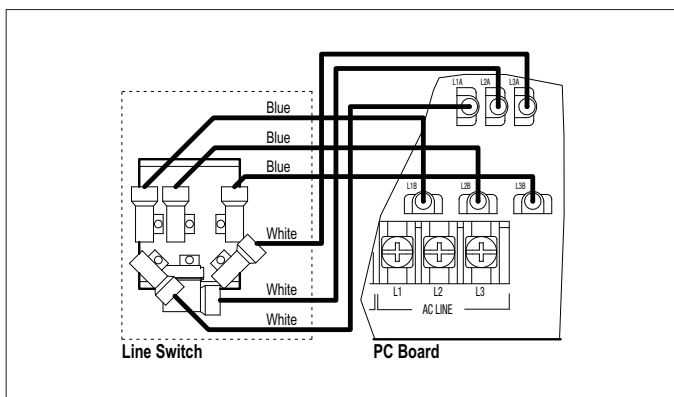 L1A L2A L3A
Blue
Blue
Blue
L1B L2B L3B
White
White
White
L1 L2 L3
AC LINE
Line Switch
PC Board